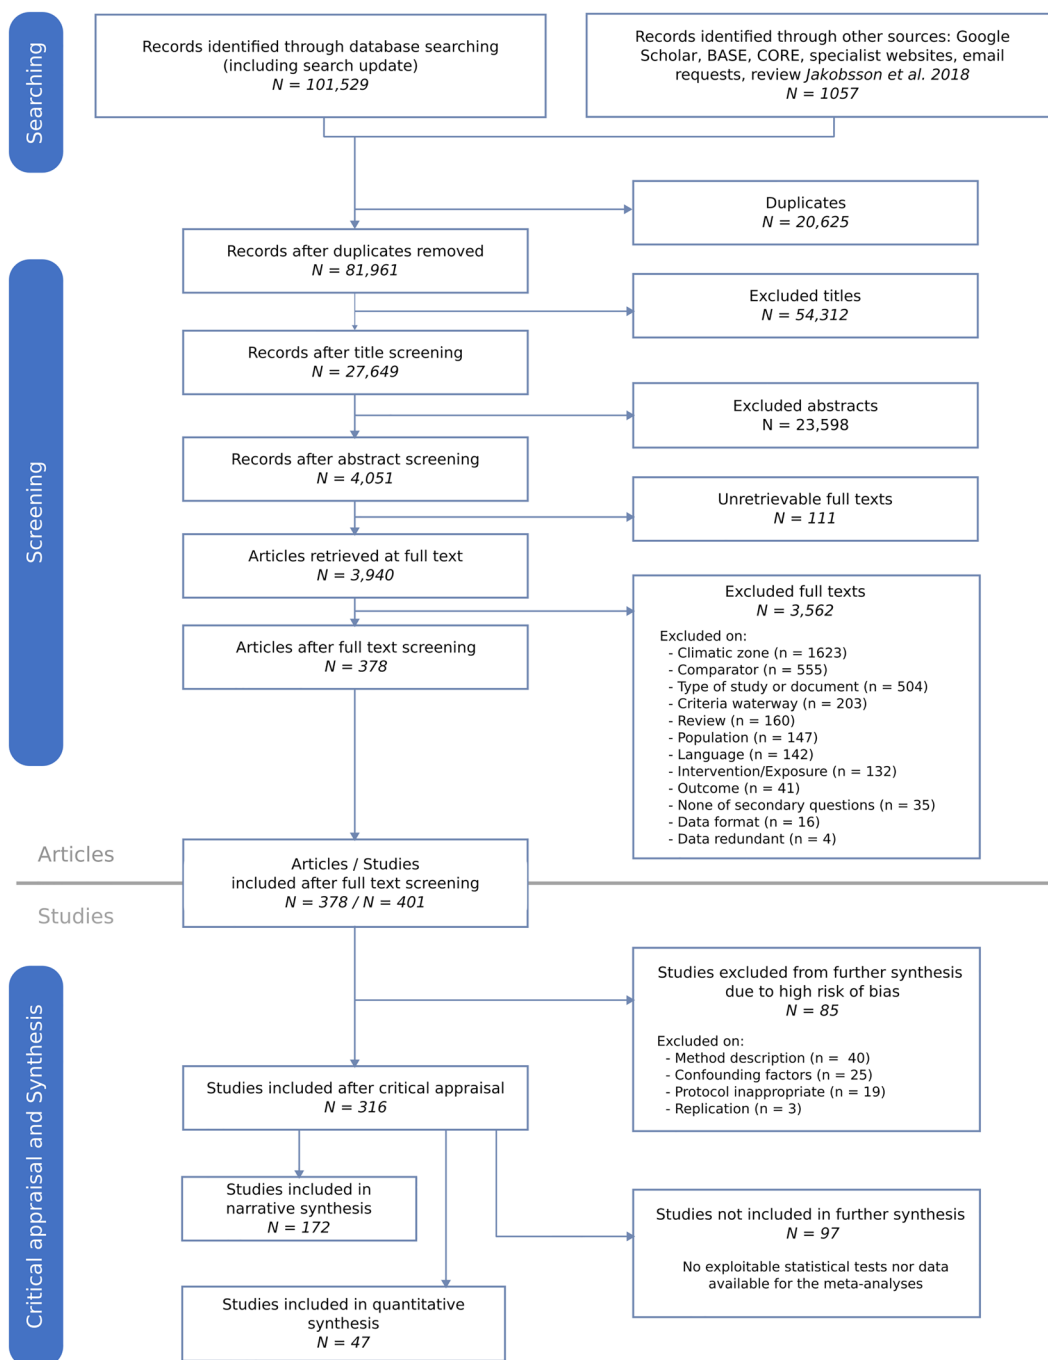 Searching
Records identified through database searching
(including search update)
N = 101,529
Records identified through other sources: Google
Scholar, BASE, CORE, specialist websites, email
requests, review Jakobsson et al. 2018
N = 1057
Duplicates
N = 20,625
Screening
Records after duplicates removed
N = 81,961
Excluded titles
N = 54,312
Records after title screening
N = 27,649
Excluded abstracts
N = 23,598
Records after abstract screening
N = 4,051
Unretrievable full texts
N = 111
Articles retrieved at full text
N = 3,940
Excluded full texts
N = 3,562
Excluded on:
- Climatic zone (n = 1623)
- Comparator (n = 555)
- Type of study or document (n = 504)
- Criteria waterway (n = 203)
- Review (n = 160)
- Population (n = 147)
- Language (n = 142)
- Intervention/Exposure (n = 132)
- Outcome (n = 41)
- None of secondary questions (n = 35)
- Data format (n = 16)
- Data redundant (n = 4)
Articles after full text screening
N = 378
Articles
Articles / Studies
included after full text screening
N = 378 / N = 401
Studies
Critical appraisal and Synthesis
Studies excluded from further synthesis
due to high risk of bias
N = 85
Excluded on:
- Method description (n =  40)
- Confounding factors (n = 25)
- Protocol inappropriate (n = 19)
- Replication (n = 3)
Studies included after critical appraisal
N = 316
Studies included in
narrative synthesis
N = 172
Studies not included in further synthesis
N = 97
No exploitable statistical tests nor data
available for the meta-analyses
Studies included in quantitative
synthesis
N = 47